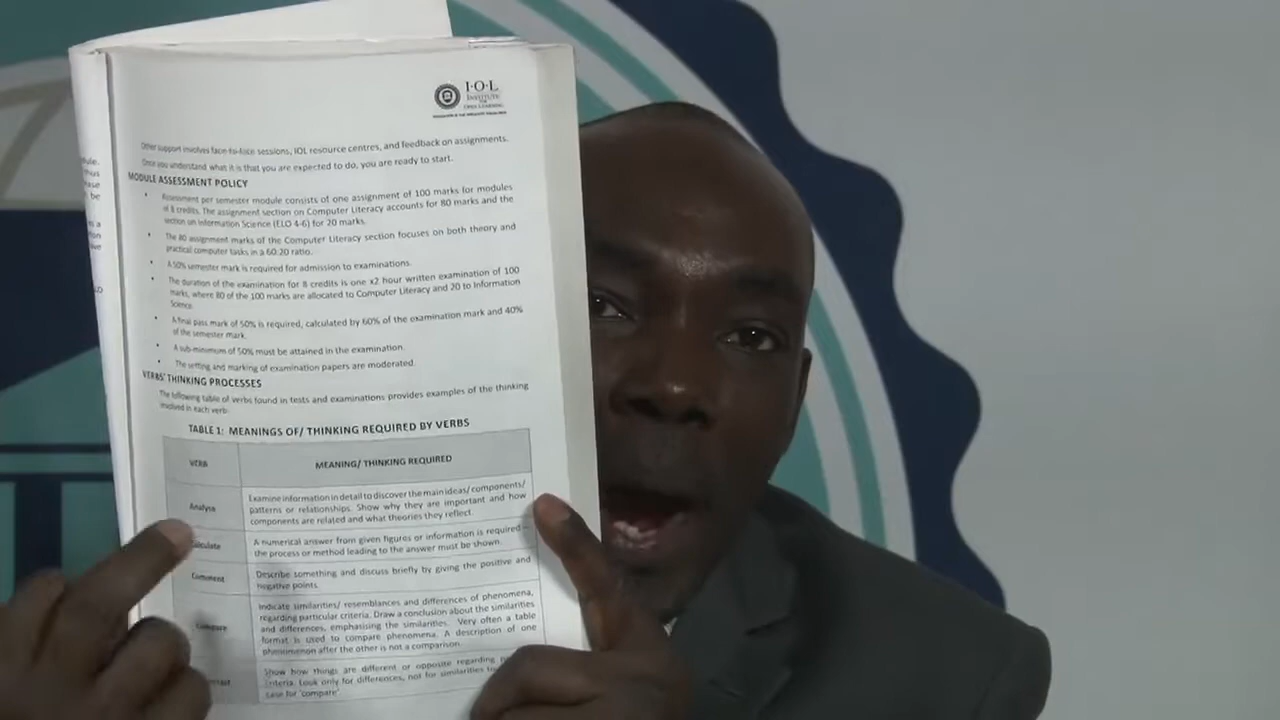 I·O·L
INSTITUTE
FOR
OPEN LEARNING
Other support involves face-to-face sessions, IOL resource centres, and feedback on assignments.
Once you understand what it is that you are expected to do, you are ready to start.
MODULE ASSESSMENT POLICY
• Assessment per semester module consists of one assignment of 100 marks for modules
of 8 credits. The assignment section on Computer Literacy accounts for 80 marks and the
section on Information Science (ELO 4-6) for 20 marks.
• The 80 assignment marks of the Computer Literacy section focuses on both theory and
practical computer tasks in a 60:20 ratio.
• A 50% semester mark is required for admission to examinations.
• The duration of the examination for 8 credits is one x2 hour written examination of 100
marks, where 80 of the 100 marks are allocated to Computer Literacy and 20 to Information
Science.
• A final pass mark of 50% is required, calculated by 60% of the examination mark and 40%
of the semester mark.
• A sub-minimum of 50% must be attained in the examination.
• The setting and marking of examination papers are moderated.
VERBS' THINKING PROCESSES
The following table of verbs found in tests and examinations provides examples of the thinking
involved in each verb.
TABLE 1: MEANINGS OF/ THINKING REQUIRED BY VERBS
VERB
MEANING/ THINKING REQUIRED
Analyse
Examine information in detail to discover the main ideas/ components/
patterns or relationships. Show why they are important and how
components are related and what theories they reflect.
A numerical answer from given figures or information is required –
the process or method leading to the answer must be shown.
Comment
Describe something and discuss briefly by giving the positive and
negative points.
Compare
Indicate similarities/ resemblances and differences of phenomena,
regarding particular criteria. Draw a conclusion about the similarities
and differences, emphasising the similarities. Very often a table
format is used to compare phenomena. A description of one
phenomenon after the other is not a comparison.
Show how things are different or opposite regarding
criteria. Look only for differences, not for similarities
case for 'compare'